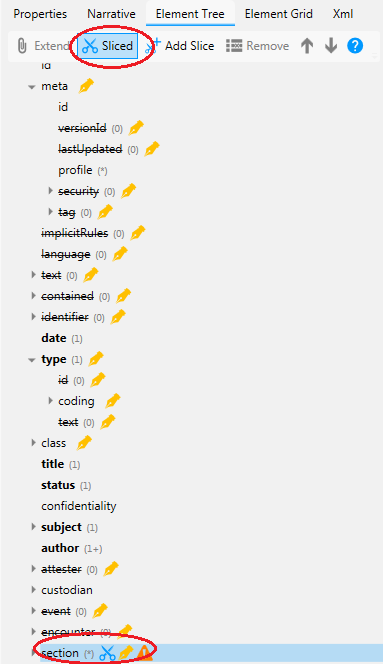 Properties Narrative Element Tree Element Grid Xml
Extend Sliced Add Slice Remove ?
id
meta
id
versionId (0)
lastUpdated (0)
profile (*)
security (0)
tag (0)
implicitRules (0)
language (0)
text (0)
contained (0)
identifier (0)
date (1)
type (1)
id (0)
coding
text (0)
class
title (1)
status (1)
confidentiality
subject (1)
author (1+)
attester (0)
custodian
event (0)
encounter (0)
section (*)